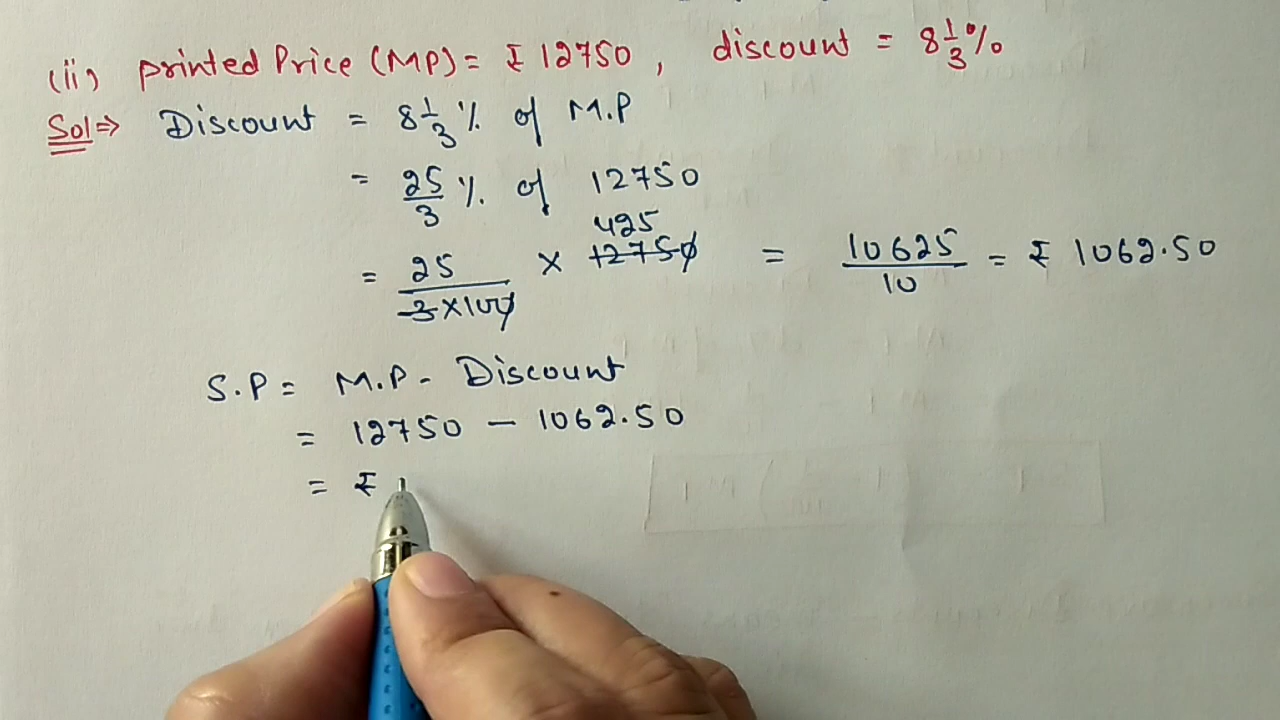 (ii) printed Price (MP) = ₹ 12750, discount = 8 1/3 %
Sol ⇒ Discount = 8 1/3 % of M.P
= 25/3 % of 12750
425
= 25/(3×100) × 12750 = 10625/10 = ₹ 1062.50
S.P = M.P - Discount
= 12750 - 1062.50
= ₹